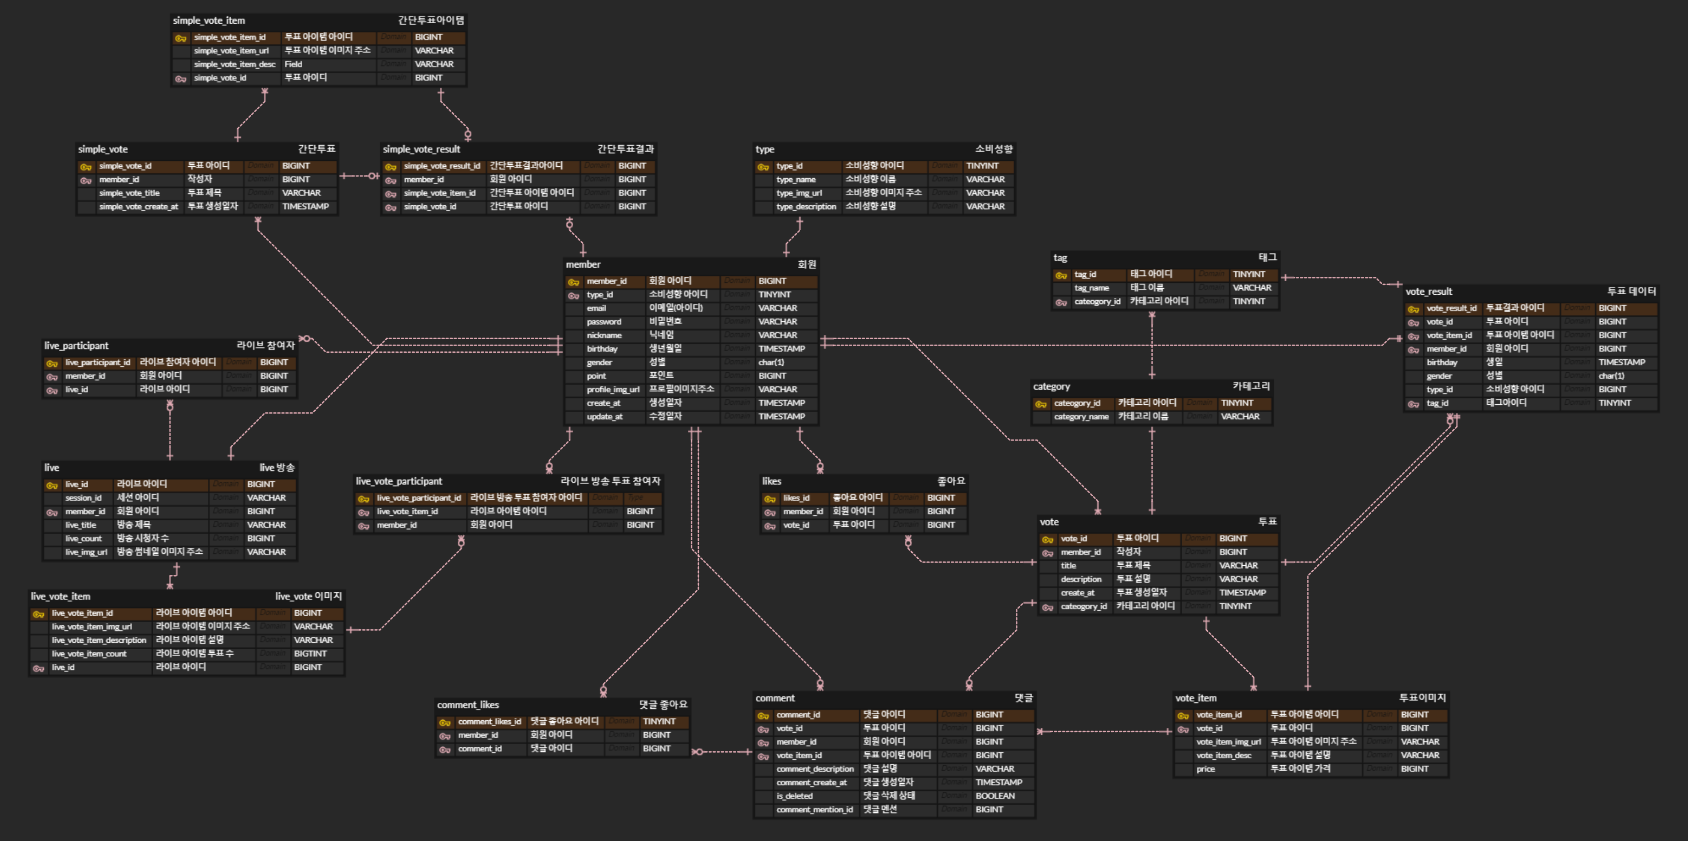 simple_vote_item 간단투표아이템
simple_vote_item_id 투표 아이템 아이디 Domain BIGINT
simple_vote_item_url 투표 아이템 이미지 주소 Domain VARCHAR
simple_vote_item_desc Field Domain VARCHAR
simple_vote_id 투표 아이디 Domain BIGINT
simple_vote 간단투표
simple_vote_id 투표 아이디 Domain BIGINT
member_id 작성자 Domain BIGINT
simple_vote_title 투표 제목 Domain VARCHAR
simple_vote_create_at 투표 생성일자 Domain TIMESTAMP
simple_vote_result 간단투표결과
simple_vote_result_id 간단투표결과아이디 Domain BIGINT
member_id 회원 아이디 Domain BIGINT
simple_vote_item_id 간단투표 아이템 아이디 Domain BIGINT
simple_vote_id 간단투표 아이디 Domain BIGINT
type 소비성향
type_id 소비성향 아이디 Domain TINYINT
type_name 소비성향 이름 Domain VARCHAR
type_img_url 소비성향 이미지 주소 Domain VARCHAR
type_description 소비성향 설명 Domain VARCHAR
member 회원
member_id 회원 아이디 Domain BIGINT
type_id 소비성향 아이디 Domain TINYINT
email 이메일(아이디) Domain VARCHAR
password 비밀번호 Domain VARCHAR
nickname 닉네임 Domain VARCHAR
birthday 생년월일 Domain TIMESTAMP
gender 성별 Domain char(1)
point 포인트 Domain BIGINT
profile_img_url 프로필이미지주소 Domain VARCHAR
create_at 생성일자 Domain TIMESTAMP
update_at 수정일자 Domain TIMESTAMP
tag 태그
tag_id 태그 아이디 Domain TINYINT
tag_name 태그 이름 Domain VARCHAR
cateogory_id 카테고리 아이디 Domain TINYINT
vote_result 투표 데이터
vote_result_id 투표결과 아이디 Domain BIGINT
vote_id 투표 아이디 Domain BIGINT
vote_item_id 투표 아이템 아이디 Domain BIGINT
member_id 회원 아이디 Domain BIGINT
birthday 생일 Domain TIMESTAMP
gender 성별 Domain char(1)
type_id 소비성향 아이디 Domain BIGINT
tag_id 태그아이디 Domain TINYINT
live_participant 라이브 참여자
live_participant_id 라이브 참여자 아이디 Domain BIGINT
member_id 회원 아이디 Domain BIGINT
live_id 라이브 아이디 Domain BIGINT
category 카테고리
cateogory_id 카테고리 아이디 Domain TINYINT
category_name 카테고리 이름 Domain VARCHAR
live live 방송
live_id 라이브 아이디 Domain BIGINT
session_id 세션 아이디 Domain VARCHAR
member_id 회원 아이디 Domain BIGINT
live_title 방송 제목 Domain VARCHAR
live_count 방송 시청자 수 Domain BIGINT
live_img_url 방송 썸네일 이미지 주소 Domain VARCHAR
live_vote_participant 라이브 방송 투표 참여자
live_vote_participant_id 라이브 방송 투표 참여자 아이디 Domain Type
live_vote_item_id 라이브 아이템 아이디 Domain BIGINT
member_id 회원 아이디 Domain BIGINT
likes 좋아요
likes_id 좋아요 아이디 Domain BIGINT
member_id 회원 아이디 Domain BIGINT
vote_id 투표 아이디 Domain BIGINT
vote 투표
vote_id 투표 아이디 Domain BIGINT
member_id 작성자 Domain BIGINT
title 투표 제목 Domain VARCHAR
description 투표 설명 Domain VARCHAR
create_at 투표 생성일자 Domain TIMESTAMP
cateogory_id 카테고리 아이디 Domain TINYINT
live_vote_item live_vote 이미지
live_vote_item_id 라이브 아이템 아이디 Domain BIGINT
live_vote_item_img_url 라이브 아이템 이미지 주소 Domain VARCHAR
live_vote_item_description 라이브 아이템 설명 Domain VARCHAR
live_vote_item_count 라이브 아이템 투표 수 Domain BIGTINT
live_id 라이브 아이디 Domain BIGINT
comment_likes 댓글 좋아요
comment_likes_id 댓글 좋아요 아이디 Domain TINYINT
member_id 회원 아이디 Domain BIGINT
comment_id 댓글 아이디 Domain BIGINT
comment 댓글
comment_id 댓글 아이디 Domain BIGINT
vote_id 투표 아이디 Domain BIGINT
member_id 회원 아이디 Domain BIGINT
vote_item_id 투표 아이템 아이디 Domain BIGINT
comment_description 댓글 설명 Domain VARCHAR
comment_create_at 댓글 생성일자 Domain TIMESTAMP
is_deleted 댓글 삭제 상태 Domain BOOLEAN
comment_mention_id 댓글 멘션 Domain BIGINT
vote_item 투표이미지
vote_item_id 투표 아이템 아이디 Domain BIGINT
vote_id 투표 아이디 Domain BIGINT
vote_item_img_url 투표 아이템 이미지 주소 Domain VARCHAR
vote_item_desc 투표 아이템 설명 Domain VARCHAR
price 투표 아이템 가격 Domain BIGINT